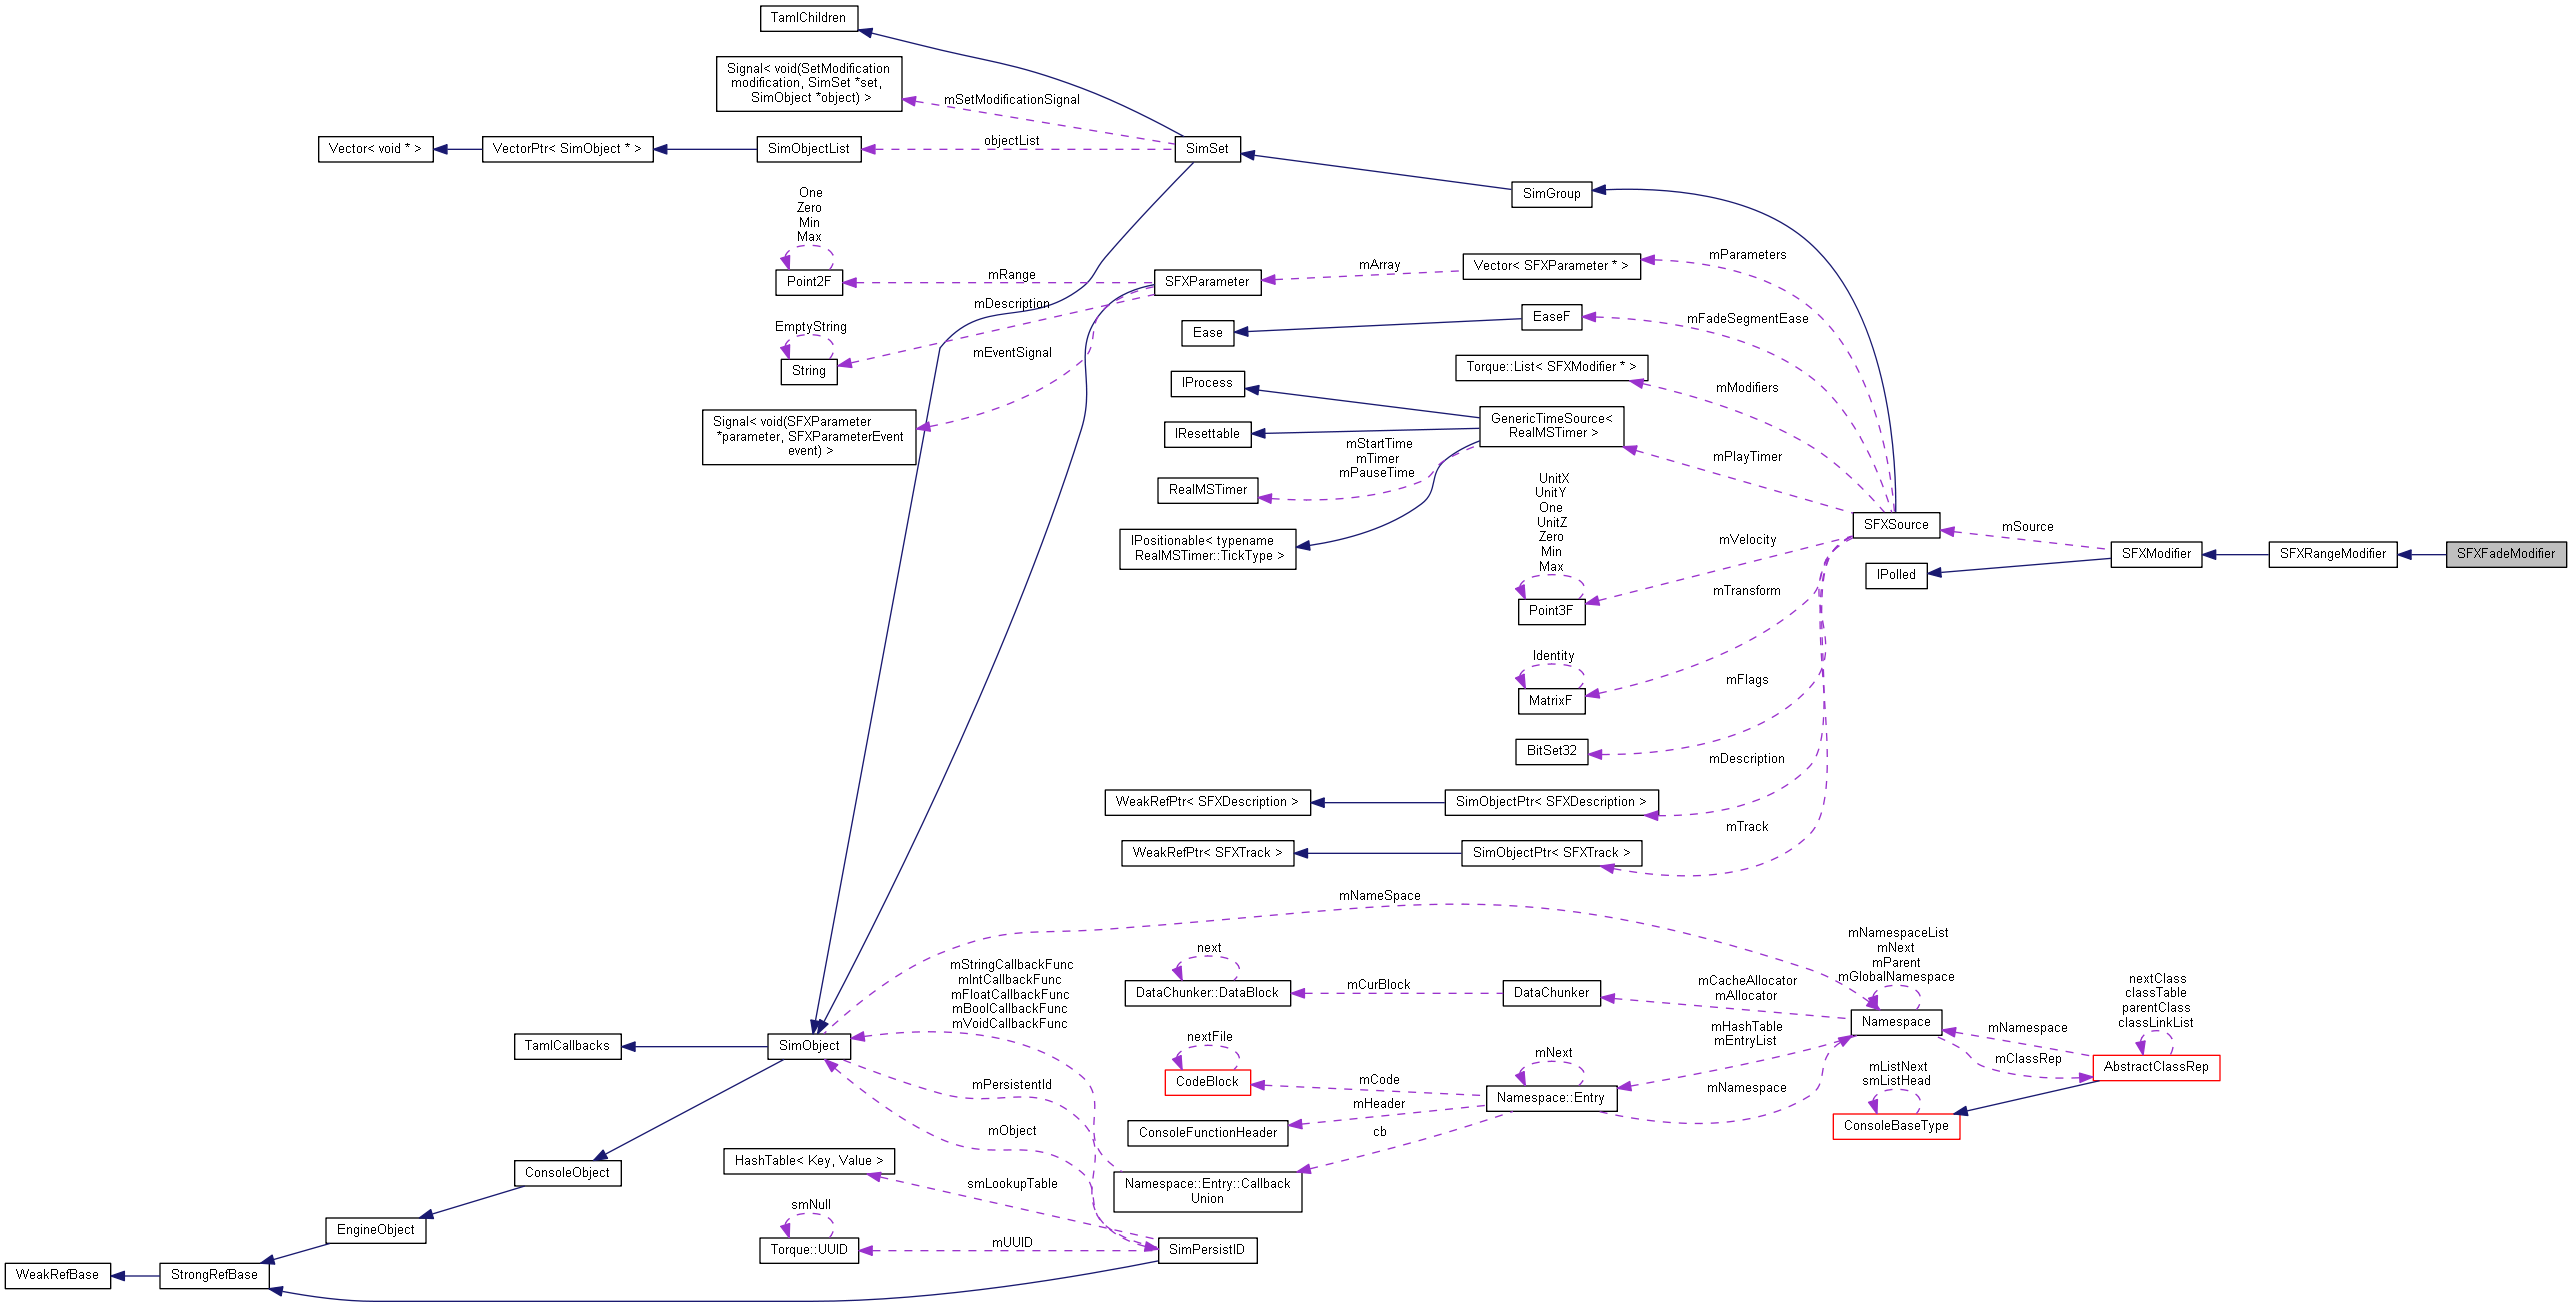 TamlChildren
Signal< void(SetModification
modification, SimSet *set,
SimObject *object) >
mSetModificationSignal
objectList
Vector< void * >
VectorPtr< SimObject * >
SimObjectList
SimSet
SimGroup
One
Zero
Min
Max
Point2F
mRange
SFXParameter
mArray
Vector< SFXParameter * >
mParameters
mDescription
EmptyString
String
mEventSignal
Signal< void(SFXParameter
*parameter, SFXParameterEvent
event) >
Ease
EaseF
mFadeSegmentEase
Torque::List< SFXModifier * >
mModifiers
IProcess
IResettable
GenericTimeSource<
RealMSTimer >
mPlayTimer
mStartTime
mTimer
mPauseTime
RealMSTimer
IPositionable< typename
RealMSTimer::TickType >
UnitX
UnitY
One
UnitZ
Zero
Min
Max
Point3F
mVelocity
SFXSource
mSource
IPolled
SFXModifier
SFXRangeModifier
SFXFadeModifier
mTransform
Identity
MatrixF
mFlags
BitSet32
mDescription
WeakRefPtr< SFXDescription >
SimObjectPtr< SFXDescription >
mTrack
WeakRefPtr< SFXTrack >
SimObjectPtr< SFXTrack >
mNameSpace
mStringCallbackFunc
mIntCallbackFunc
mFloatCallbackFunc
mBoolCallbackFunc
mVoidCallbackFunc
next
DataChunker::DataBlock
mCurBlock
DataChunker
mCacheAllocator
mAllocator
mNamespaceList
mNext
mParent
mGlobalNamespace
Namespace
mNamespace
mClassRep
nextClass
classTable
parentClass
classLinkList
AbstractClassRep
mListNext
smListHead
ConsoleBaseType
mHashTable
mEntryList
mNamespace
mNext
Namespace::Entry
nextFile
CodeBlock
mCode
mHeader
ConsoleFunctionHeader
cb
Namespace::Entry::Callback
Union
TamlCallbacks
SimObject
mPersistentId
mObject
ConsoleObject
HashTable< Key, Value >
smLookupTable
smNull
Torque::UUID
mUUID
SimPersistID
EngineObject
WeakRefBase
StrongRefBase